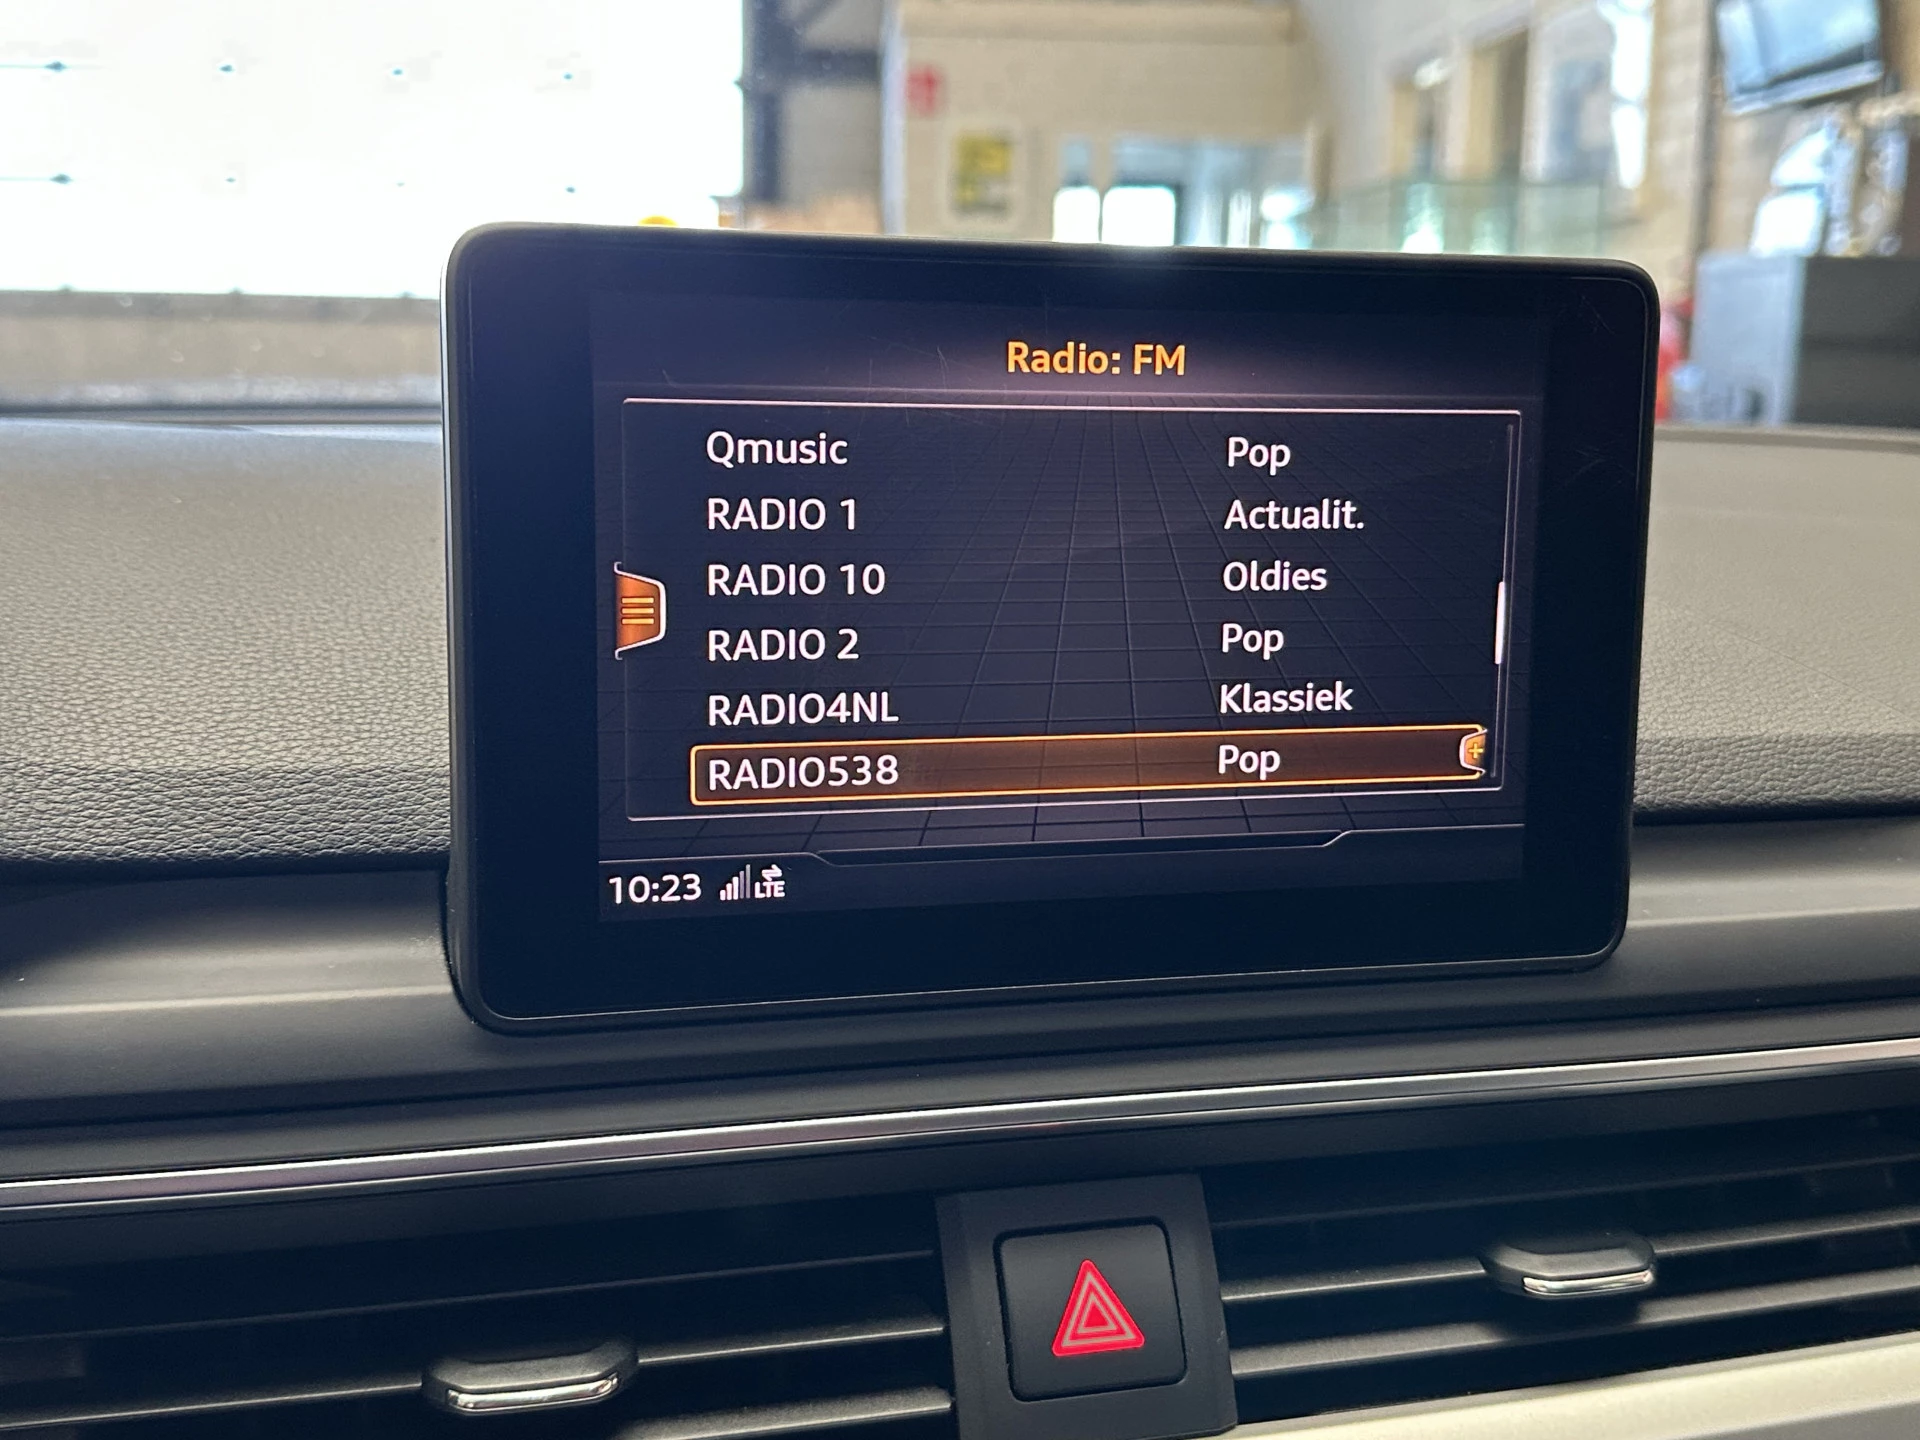 Radio: FM
Qmusic Pop
RADIO 1 Actualit.
RADIO 10 Oldies
RADIO 2 Pop
RADIO4NL Klassiek
RADIO538 Pop
10:23 LTE